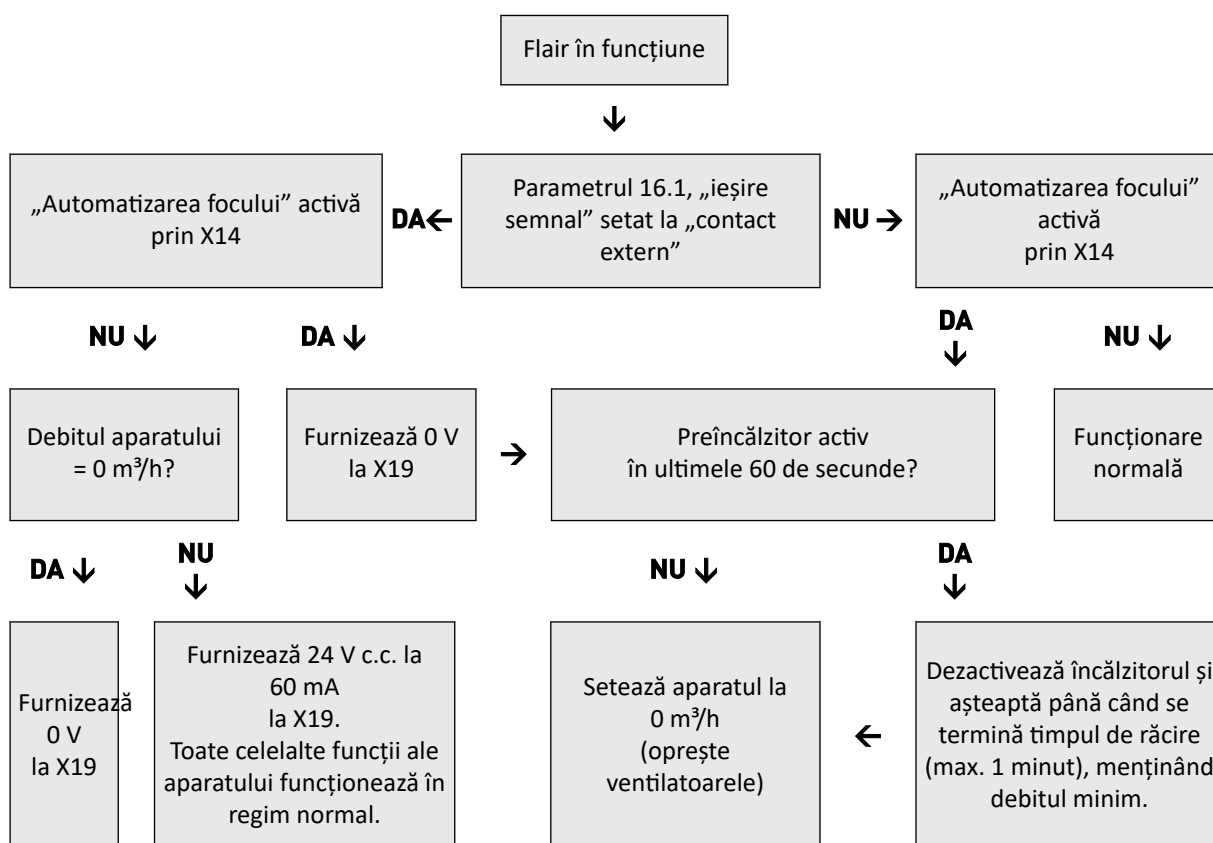 Flair în funcțiune
„Automatizarea focului” activă
prin X14
DA
Parametrul 16.1, „ieșire
semnal” setat la „contact
extern”
NU
„Automatizarea focului”
activă
prin X14
NU
DA
DA
NU
Debitul aparatului
= 0 m³/h?
Furnizează 0 V
la X19
Preîncălzitor activ
în ultimele 60 de secunde?
Funcționare
normală
DA
NU
NU
DA
Furnizează
0 V
la X19
Furnizează 24 V c.c. la
60 mA
la X19.
Toate celelalte funcții ale
aparatului funcționează în
regim normal.
Setează aparatul la
0 m³/h
(oprește
ventilatoarele)
Dezactivează încălzitorul și
așteaptă până când se
termină timpul de răcire
(max. 1 minut), menținând
debitul minim.